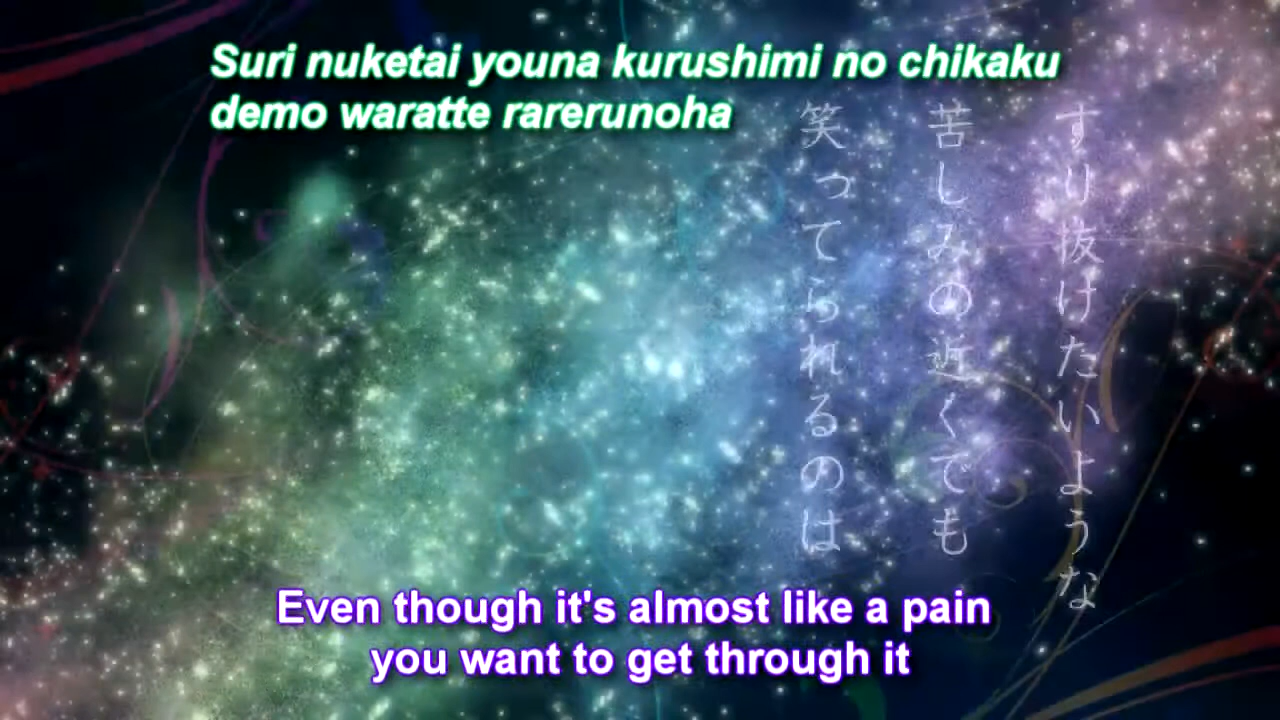 Suri nuketai youna kurushimi no chikaku
demo waratte rarerunoha
すり抜けたいような
苦しみの近くでも
笑ってられるのは
Even though it's almost like a pain
you want to get through it